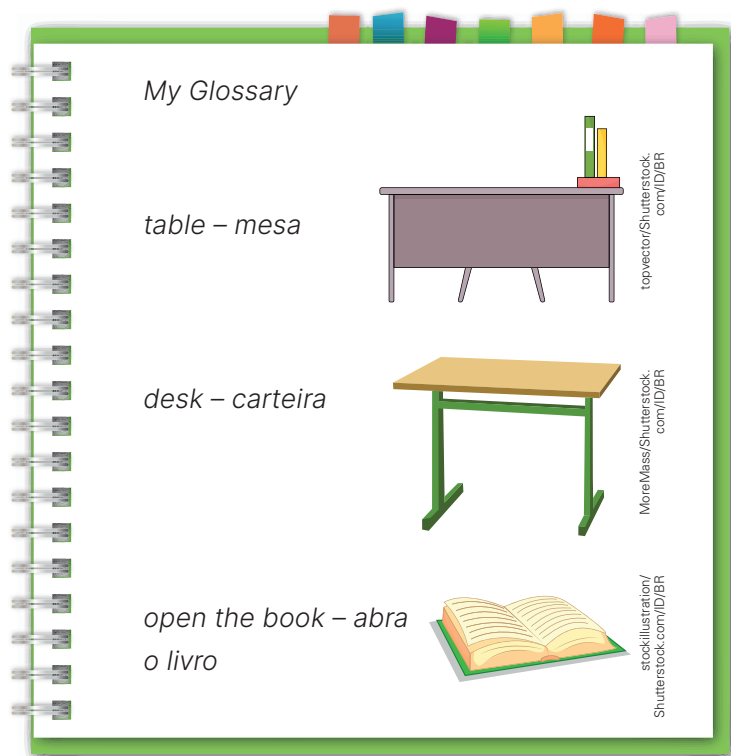 My Glossary
table – mesa
topvector/Shutterstock.
com/ID/BR
desk – carteira
MoreMass/Shutterstock.
com/ID/BR
open the book – abra
o livro
stockillustration/
Shutterstock.com/ID/BR